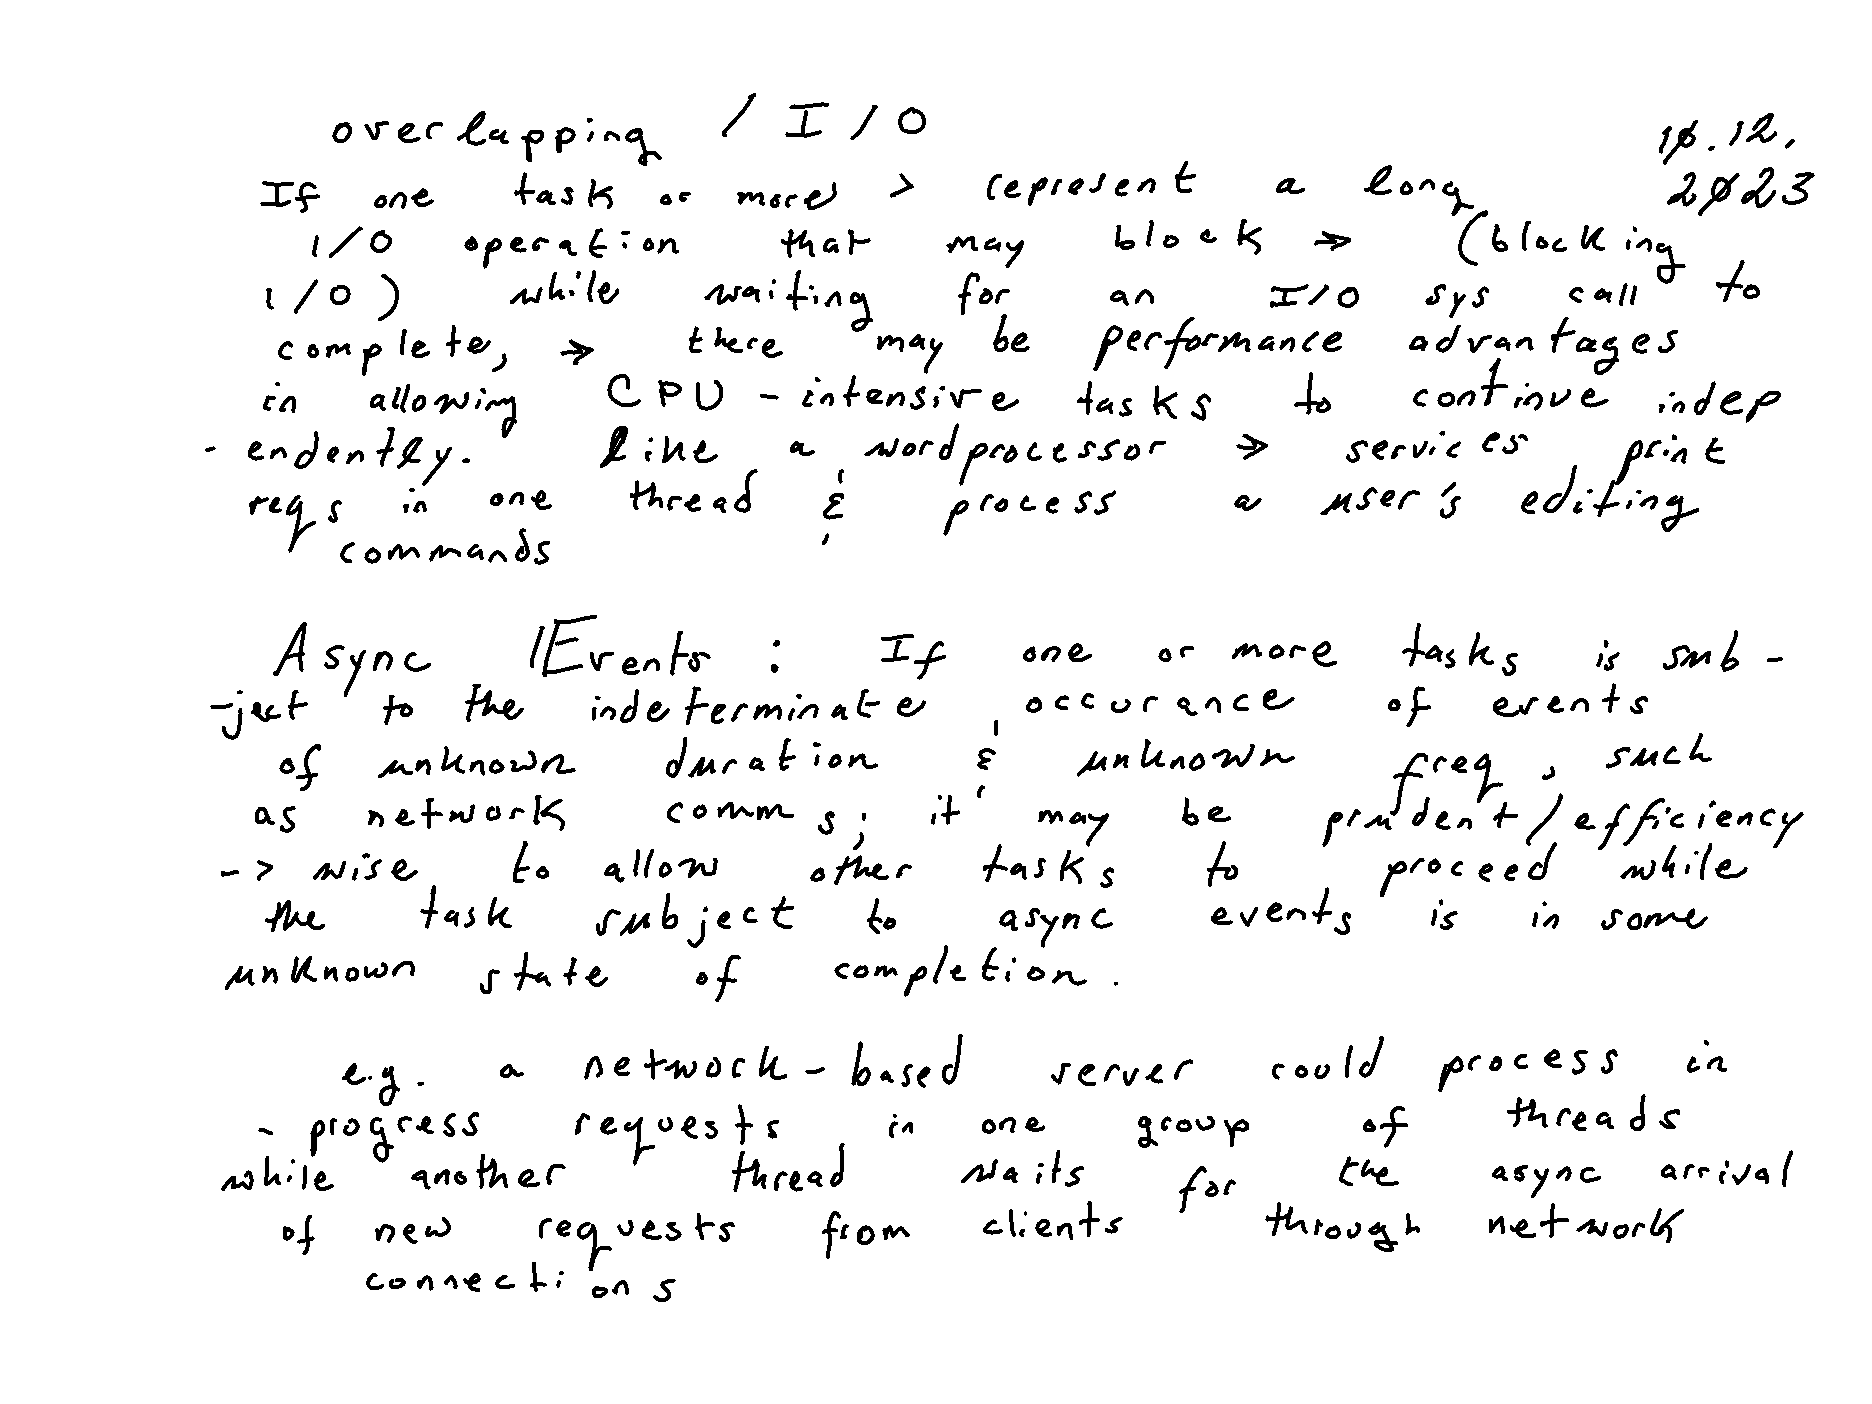 overlapping / I/O
10.12.
2023
If one task or more > represent a long
I/O operation that may block => (blocking
I/O) while waiting for an I/O sys call to
complete, => there may be performance advantages
in allowing CPU - intensive tasks to continue indep
- endently. like a wordprocessor => services print
reqs in one thread & process a user's editing
commands
Async /Events : If one or more tasks is sub -
-ject to the indeterminate occurance of events
of unknown duration & unknown freq, such
as network comms; it may be prudent/efficiency
-> wise to allow other tasks to proceed while
the task subject to async events is in some
unknown state of completion.
e.g. a network-based server could process in
- progress requests in one group of threads
while another thread waits for the async arrival
of new requests from clients through network
connections